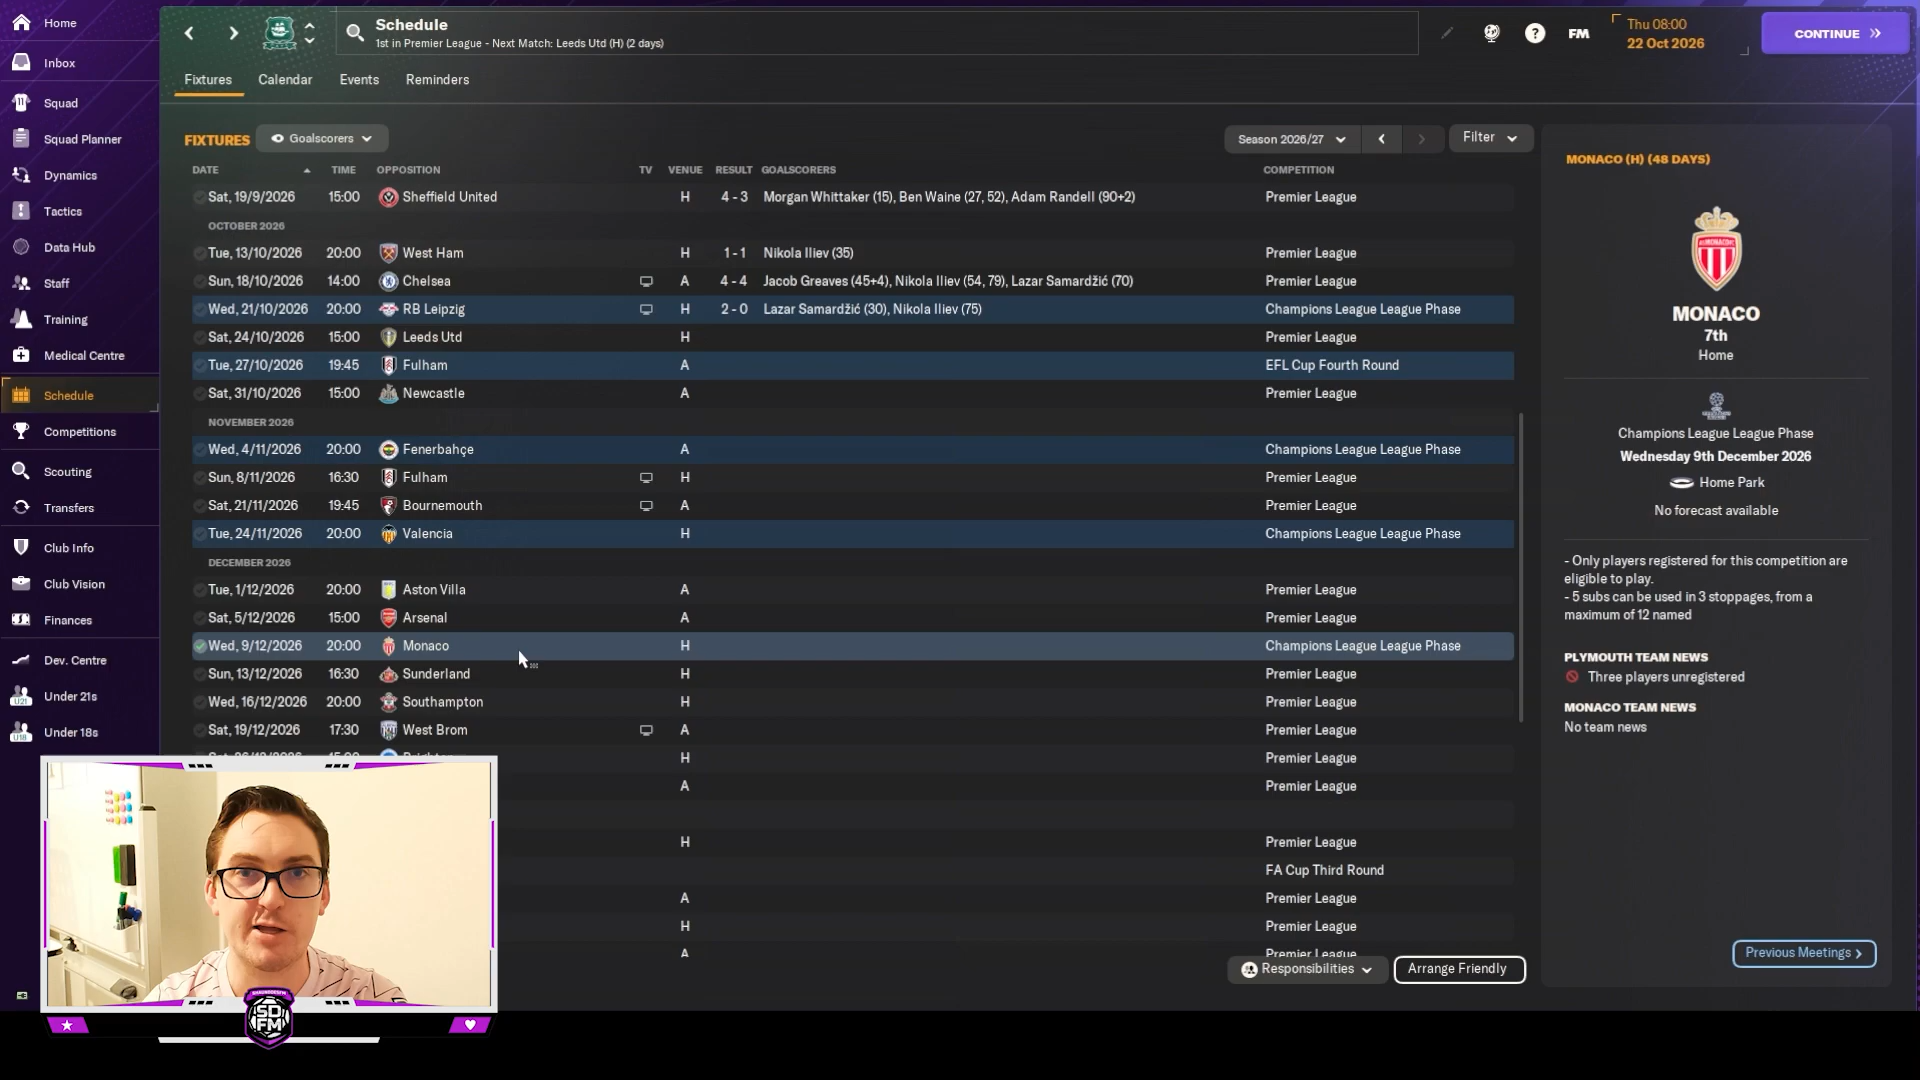 Home
Inbox
Squad
Squad Planner
Dynamics
Tactics
Data Hub
Staff
Training
Medical Centre
Schedule
Competitions
Scouting
Transfers
Club Info
Club Vision
Finances
Dev. Centre
Under 21s
Under 18s
Schedule
1st in Premier League - Next Match: Leeds Utd (H) (2 days)
FM
Thu 08:00
22 Oct 2026
CONTINUE
Fixtures Calendar Events Reminders
FIXTURES Goalscorers Season 2026/27 Filter
DATE TIME OPPOSITION TV VENUE RESULT GOALSCORERS COMPETITION
Sat, 19/9/2026 15:00 Sheffield United H 4 - 3 Morgan Whittaker (15), Ben Waine (27, 52), Adam Randell (90+2) Premier League
OCTOBER 2026
Tue, 13/10/2026 20:00 West Ham H 1 - 1 Nikola Iliev (35) Premier League
Sun, 18/10/2026 14:00 Chelsea A 4 - 4 Jacob Greaves (45+4), Nikola Iliev (54, 79), Lazar Samardžić (70) Premier League
Wed, 21/10/2026 20:00 RB Leipzig H 2 - 0 Lazar Samardžić (30), Nikola Iliev (75) Champions League League Phase
Sat, 24/10/2026 15:00 Leeds Utd H Premier League
Tue, 27/10/2026 19:45 Fulham A EFL Cup Fourth Round
Sat, 31/10/2026 15:00 Newcastle A Premier League
NOVEMBER 2026
Wed, 4/11/2026 20:00 Fenerbahçe A Champions League League Phase
Sun, 8/11/2026 16:30 Fulham H Premier League
Sat, 21/11/2026 19:45 Bournemouth A Premier League
Tue, 24/11/2026 20:00 Valencia H Champions League League Phase
DECEMBER 2026
Tue, 1/12/2026 20:00 Aston Villa A Premier League
Sat, 5/12/2026 15:00 Arsenal A Premier League
Wed, 9/12/2026 20:00 Monaco H Champions League League Phase
Sun, 13/12/2026 16:30 Sunderland H Premier League
Wed, 16/12/2026 20:00 Southampton H Premier League
Sat, 19/12/2026 17:30 West Brom A Premier League
H Premier League
A Premier League
H Premier League
FA Cup Third Round
A Premier League
H Premier League
A Premier League
Responsibilities Arrange Friendly
MONACO (H) (48 DAYS)
MONACO
7th
Home
Champions League League Phase
Wednesday 9th December 2026
Home Park
No forecast available
- Only players registered for this competition are
eligible to play.
- 5 subs can be used in 3 stoppages, from a
maximum of 12 named
PLYMOUTH TEAM NEWS
Three players unregistered
MONACO TEAM NEWS
No team news
Previous Meetings
SD
FM